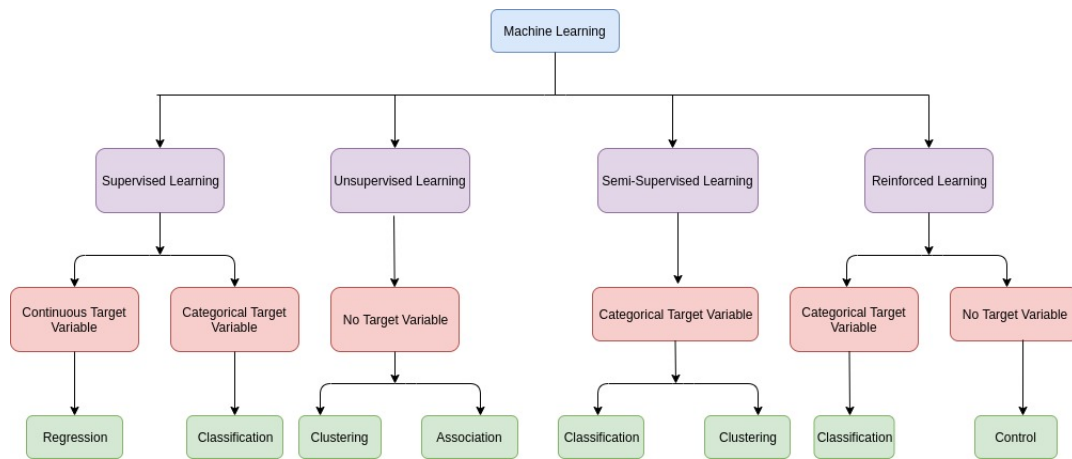 Machine Learning
Supervised Learning
Unsupervised Learning
Semi-Supervised Learning
Reinforced Learning
Continuous Target
Variable
Categorical Target
Variable
No Target Variable
Categorical Target Variable
Categorical Target
Variable
No Target Variable
Regression
Classification
Clustering
Association
Classification
Clustering
Classification
Control